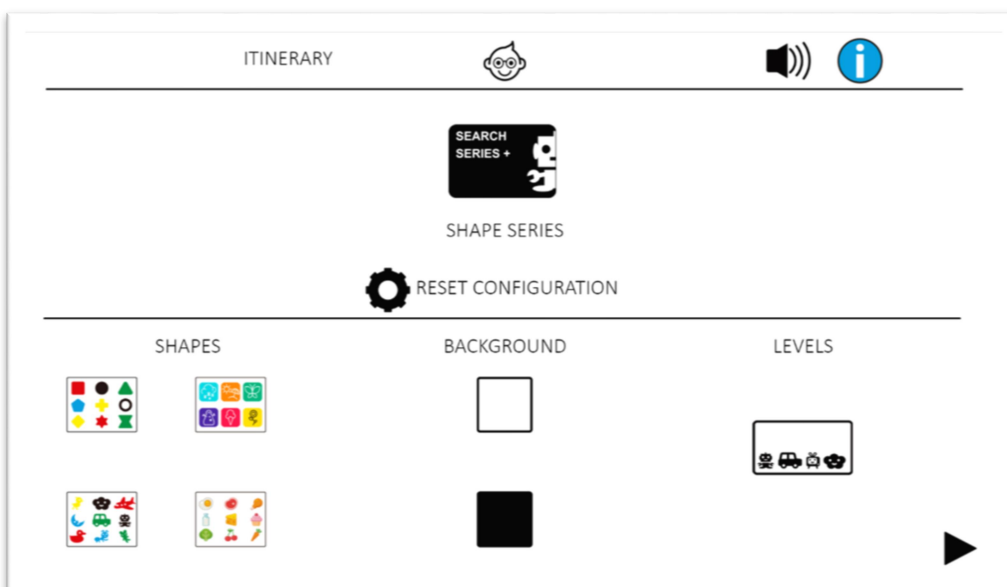 ITINERARY
SEARCH
SERIES +
SHAPE SERIES
RESET CONFIGURATION
SHAPES
BACKGROUND
LEVELS